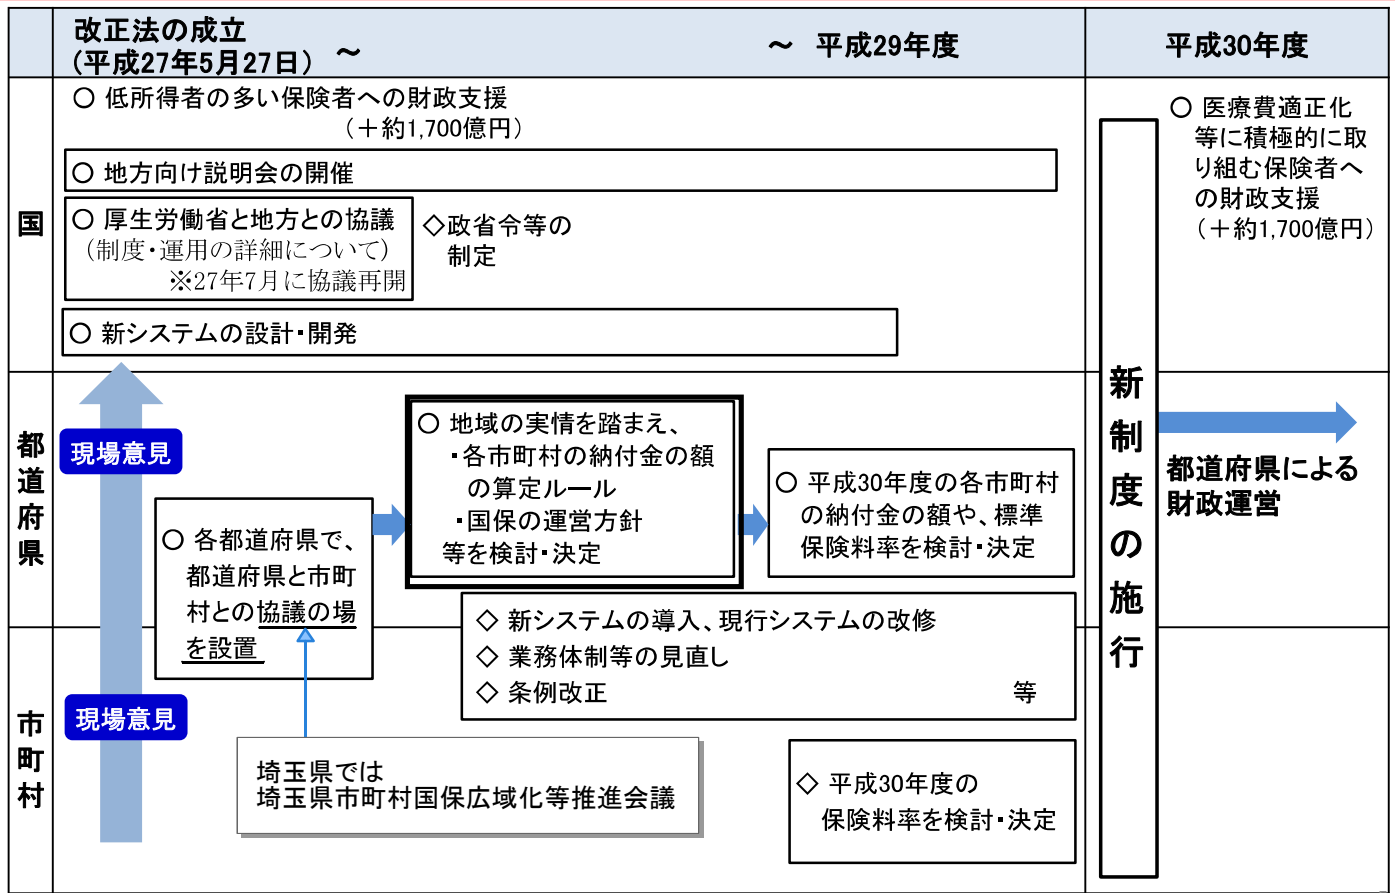 改正法の成立
(平成27年5月27日) ~
~ 平成29年度
平成30年度
国
○ 低所得者の多い保険者への財政支援
(+約1,700億円)
○ 地方向け説明会の開催
○ 厚生労働省と地方との協議
(制度・運用の詳細について)
※27年7月に協議再開
◇政省令等の
制定
○ 新システムの設計・開発
○ 医療費適正化
等に積極的に取
り組む保険者へ
の財政支援
(+約1,700億円)
都道府県
現場意見
○ 各都道府県で、
都道府県と市町
村との協議の場
を設置
○ 地域の実情を踏まえ、
・各市町村の納付金の額
の算定ルール
・国保の運営方針
等を検討・決定
○ 平成30年度の各市町村
の納付金の額や、標準
保険料率を検討・決定
新制度の施行
都道府県による
財政運営
◇ 新システムの導入、現行システムの改修
◇ 業務体制等の見直し
◇ 条例改正 等
市町村
現場意見
埼玉県では
埼玉県市町村国保広域化等推進会議
◇ 平成30年度の
保険料率を検討・決定